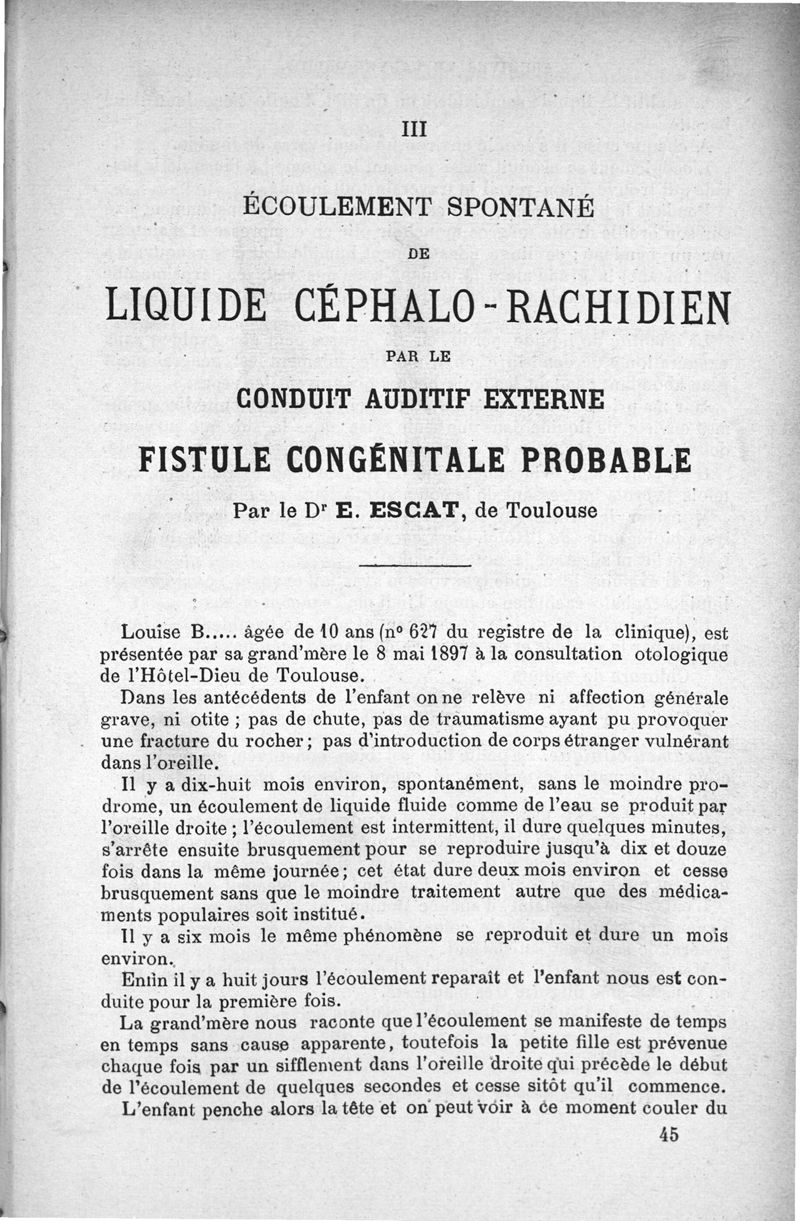 III
ÉCOULEMENT SPONTANÉ
DE
LIQUIDE CÉPHALO-RACHIDIEN
PAR LE
CONDUIT AUDITIF EXTERNE
FISTULE CONGÉNITALE PROBABLE
Par le Dr E. ESCAT, de Toulouse
Louise B..... âgée de 10 ans (no 627 du registre de la clinique), est
présentée par sa grand'mère le 8 mai 1897 à la consultation otologique
de l'Hôtel-Dieu de Toulouse.
Dans les antécédents de l'enfant on ne relève ni affection générale
grave, ni otite ; pas de chute, pas de traumatisme ayant pu provoquer
une fracture du rocher ; pas d'introduction de corps étranger vulnérant
dans l'oreille.
Il y a dix-huit mois environ, spontanément, sans le moindre pro-
drome, un écoulement de liquide fluide comme de l'eau se produit par
l'oreille droite ; l'écoulement est intermittent, il dure quelques minutes,
s'arrête ensuite brusquement pour se reproduire jusqu'à dix et douze
fois dans la même journée ; cet état dure deux mois environ et cesse
brusquement sans que le moindre traitement autre que des médica-
ments populaires soit institué.
Il y a six mois le même phénomène se reproduit et dure un mois
environ.
Enfin il y a huit jours l'écoulement reparaît et l'enfant nous est con-
duite pour la première fois.
La grand'mère nous raconte que l'écoulement se manifeste de temps
en temps sans cause apparente, toutefois la petite fille est prévenue
chaque fois par un sifflement dans l'oreille droite qui précède le début
de l'écoulement de quelques secondes et cesse sitôt qu'il commence.
L'enfant penche alors la tête et on peut voir à ce moment couler du
45